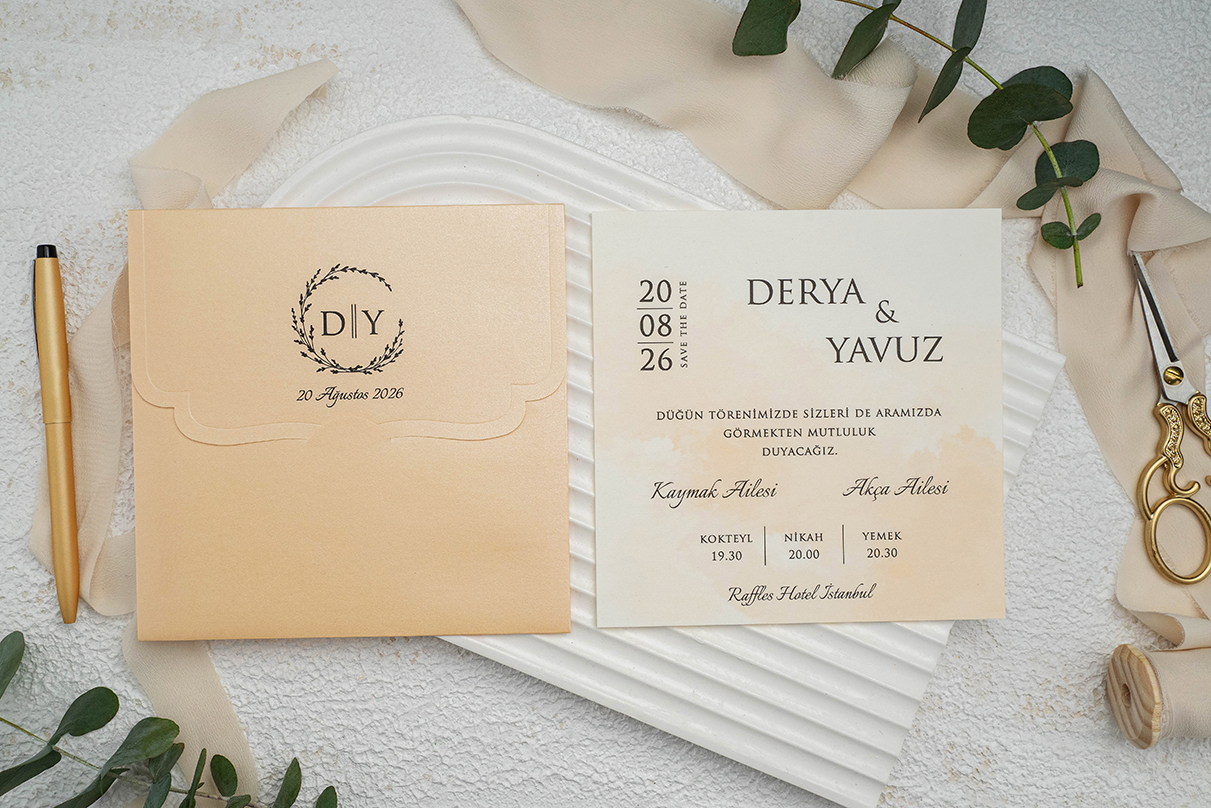 D Y
20 Ağustos 2026
20
08
26
SAVE THE DATE
DERYA
&
YAVUZ
DÜĞÜN TÖRENİMİZDE SİZLERİ DE ARAMIZDA
GÖRMEKTEN MUTLULUK
DUYACAĞIZ.
Kaymak Ailesi Akça Ailesi
KOKTEYL NİKAH YEMEK
19.30 20.00 20.30
Raffles Hotel İstanbul